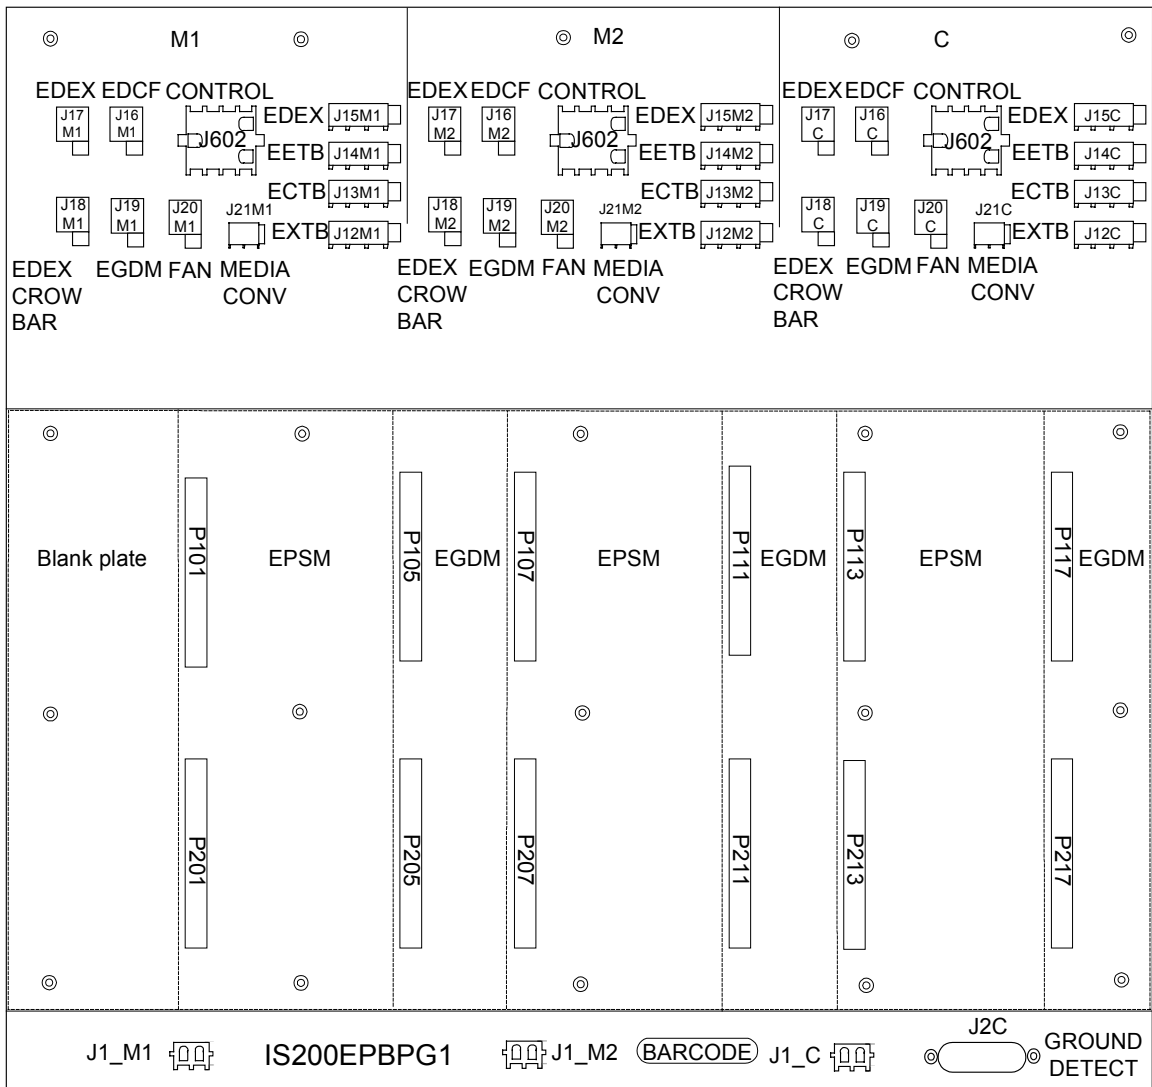 M1
M2
C
EDEX EDCF CONTROL
EDEX EDCF CONTROL
EDEX EDCF CONTROL
J17
M1
J16
M1
J602
EDEX J15M1
EETB J14M1
ECTB J13M1
EXTB J12M1
J18
M1
J19
M1
J20
M1
J21M1
EDEX
CROW
BAR
EGDM FAN MEDIA
CONV
J17
M2
J16
M2
J602
EDEX J15M2
EETB J14M2
ECTB J13M2
EXTB J12M2
J18
M2
J19
M2
J20
M2
J21M2
EDEX
CROW
BAR
EGDM FAN MEDIA
CONV
J17
C
J16
C
J602
EDEX J15C
EETB J14C
ECTB J13C
EXTB J12C
J18
C
J19
C
J20
C
J21C
EDEX
CROW
BAR
EGDM FAN MEDIA
CONV
Blank plate
P101
EPSM
P105
EGDM
P107
EPSM
P111
EGDM
P113
EPSM
P117
EGDM
P201
P205
P207
P211
P213
P217
J1_M1
IS200EPBPG1
J1_M2
BARCODE
J1_C
J2C
GROUND
DETECT